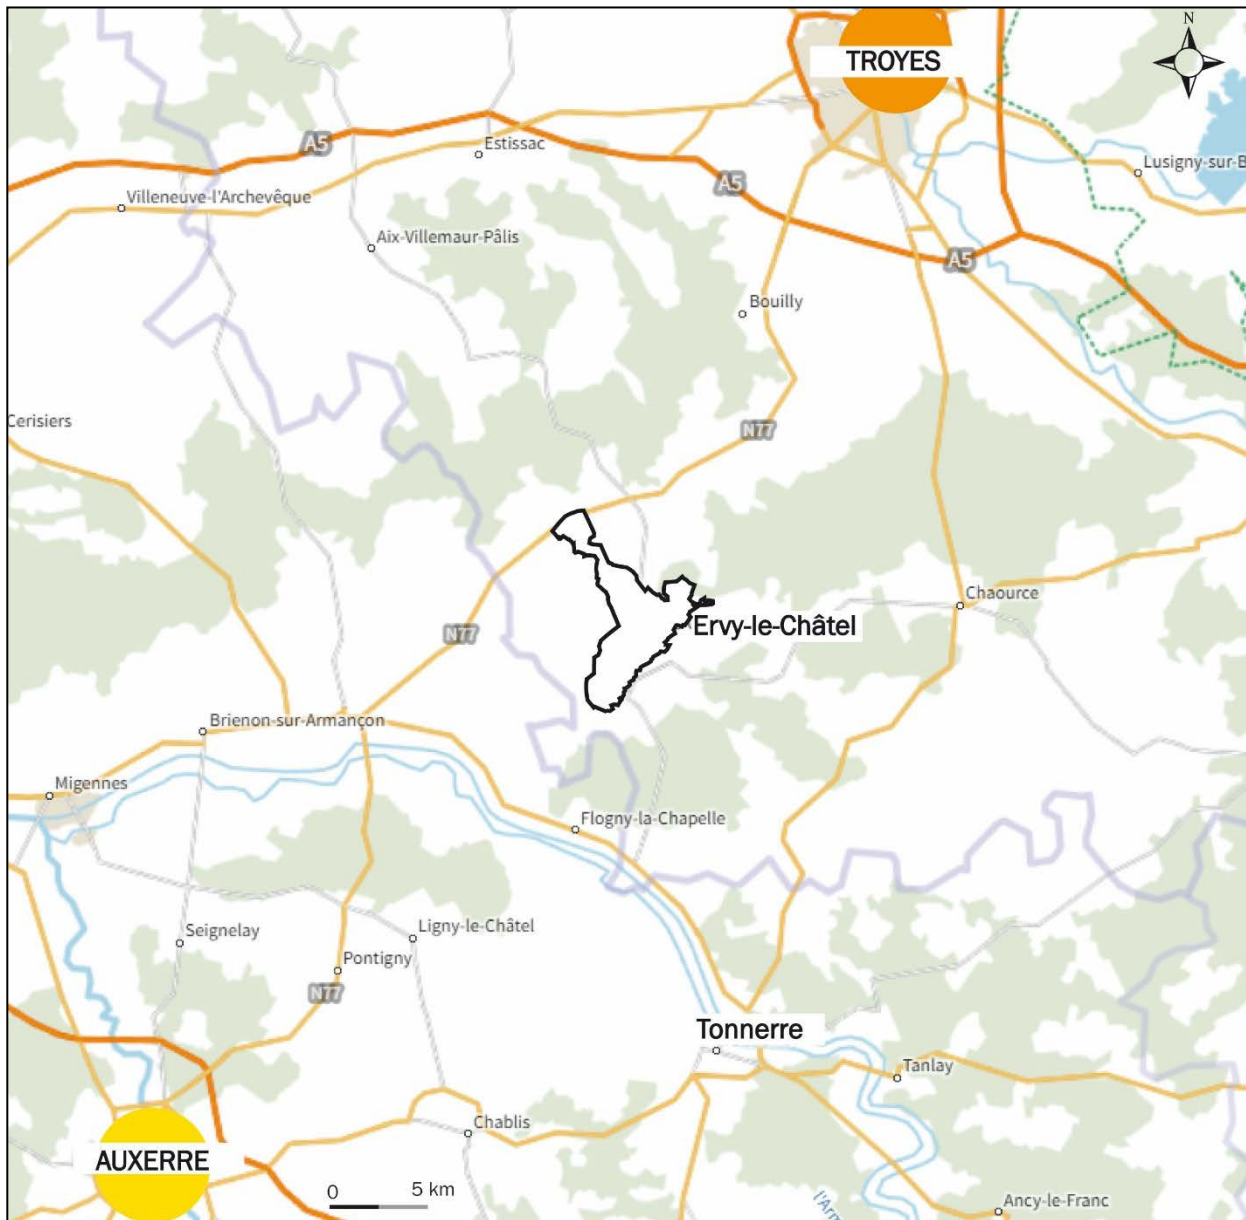 N
TROYES
A5
Estissac
Lusigny-sur-B
A5
Villeneuve-l'Archevêque
Aix-Villemaur-Pâlis
A5
Bouilly
Cerisiers
N77
Chaource
Ervy-le-Châtel
N77
Brienon-sur-Armançon
Migennes
Flogny-la-Chapelle
Ligny-le-Châtel
Seignelay
Pontigny
N77
Tonnerre
Tanlay
Chablis
AUXERRE
0 5 km
Ancy-le-Franc
l'Arm